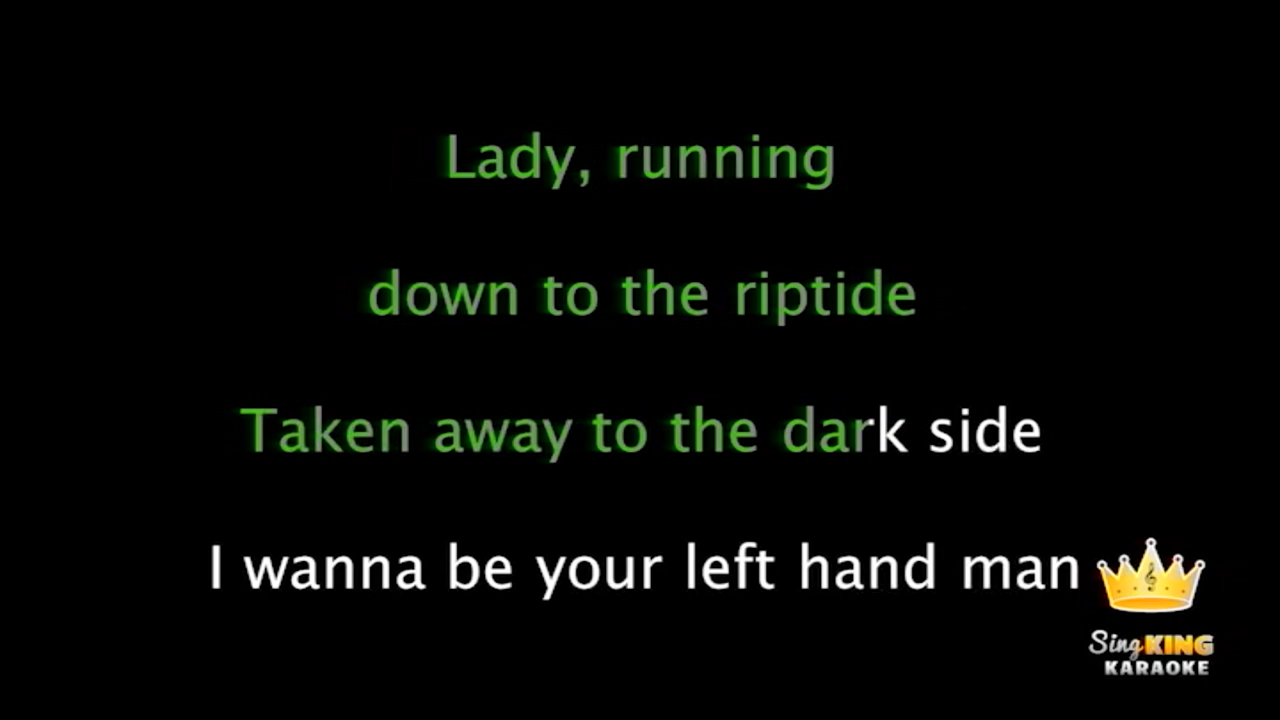 Lady, running
down to the riptide
Taken away to the dark side
I wanna be your left hand man
Sing KING
KARAOKE